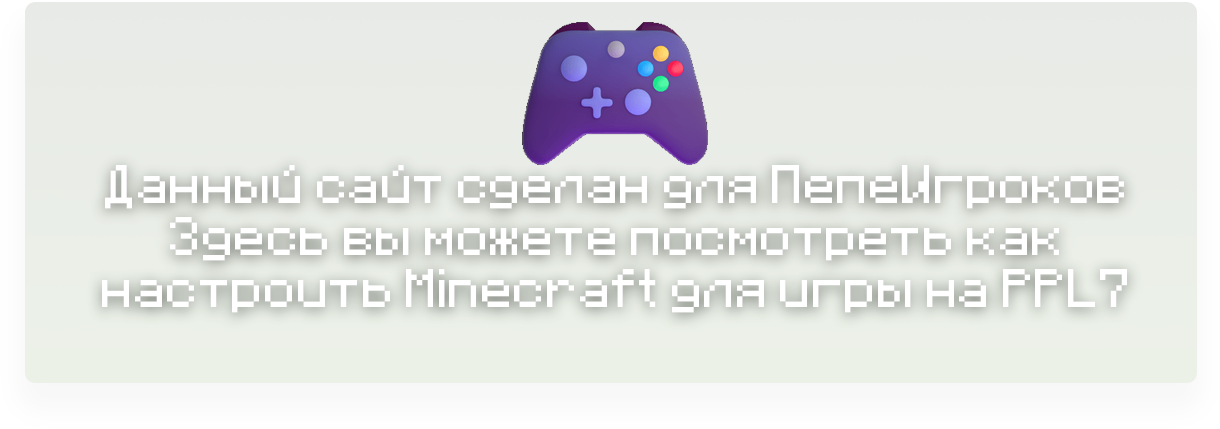 Данный сайт сделан для ПепеИгроков
Здесь вы можете посмотреть как
настроить Minecraft для игры на PPL7